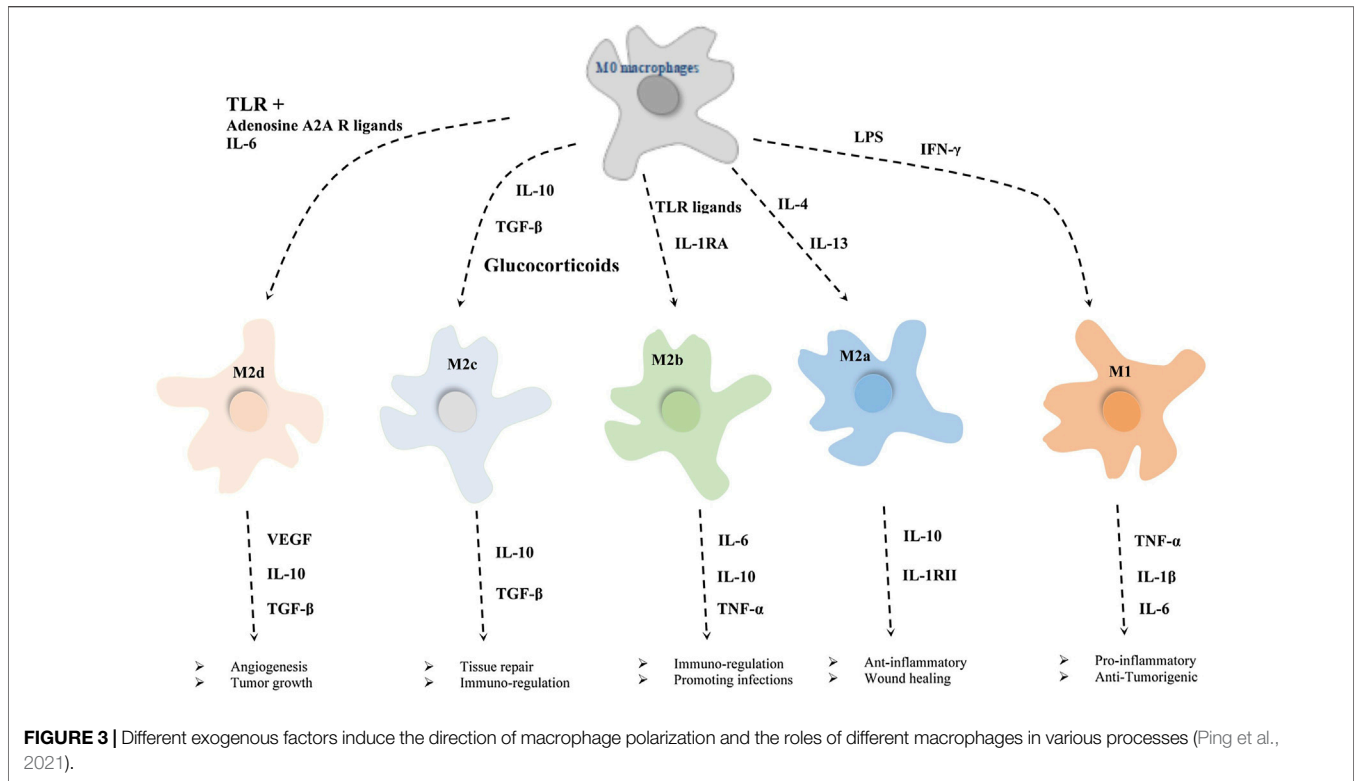 M0 macrophages
TLR +
Adenosine A2A R ligands
IL-6
IL-10
TGF-β
Glucocorticoids
TLR ligands
IL-1RA
IL-4
IL-13
LPS
IFN-γ
M2d
M2c
M2b
M2a
M1
VEGF
IL-10
TGF-β
IL-10
TGF-β
IL-6
IL-10
TNF-α
IL-10
IL-1RII
TNF-α
IL-1β
IL-6
➢ Angiogenesis
➢ Tumor growth
➢ Tissue repair
➢ Immuno-regulation
➢ Immuno-regulation
➢ Promoting infections
➢ Ant-inflammatory
➢ Wound healing
➢ Pro-inflammatory
➢ Anti-Tumorigenic
FIGURE 3 | Different exogenous factors induce the direction of macrophage polarization and the roles of different macrophages in various processes (Ping et al.,
2021).